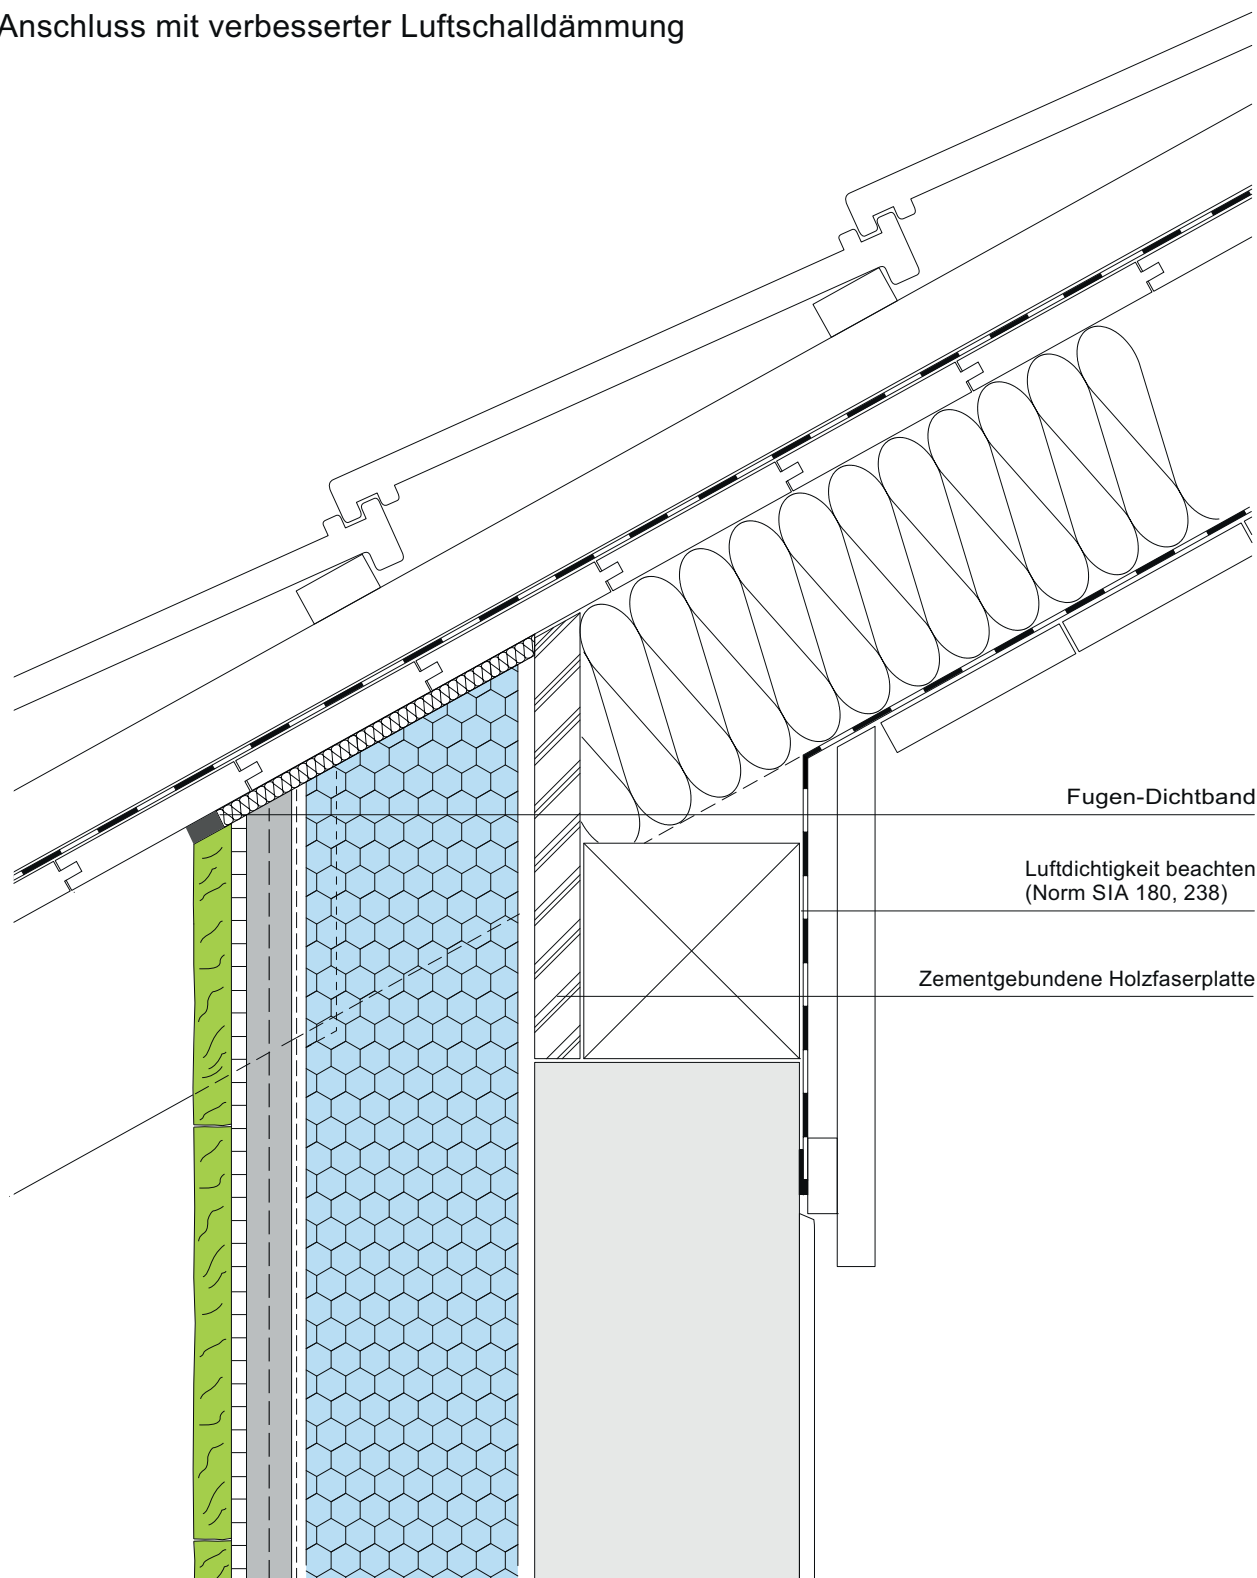 Anschluss mit verbesserter Luftschalldämmung
Fugen-Dichtband
Luftdichtigkeit beachten
(Norm SIA 180, 238)
Zementgebundene Holzfaserplatte